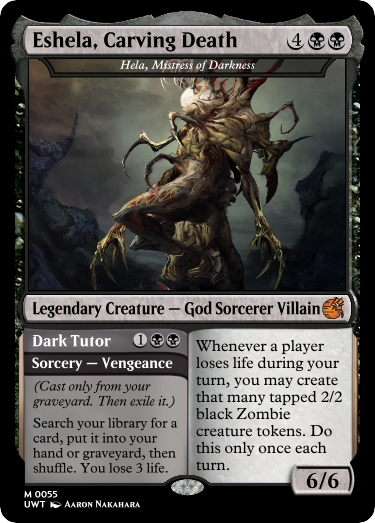 Eshela, Carving Death 4
Hela, Mistress of Darkness
Legendary Creature — God Sorcerer Villain
Dark Tutor 1
Sorcery — Vengeance
(Cast only from your
graveyard. Then exile it.)
Search your library for a
card, put it into your
hand or graveyard, then
shuffle. You lose 3 life.
Whenever a player
loses life during your
turn, you may create
that many tapped 2/2
black Zombie
creature tokens. Do
this only once each
turn.
6/6
M 0055
UWT Aaron Nakahara